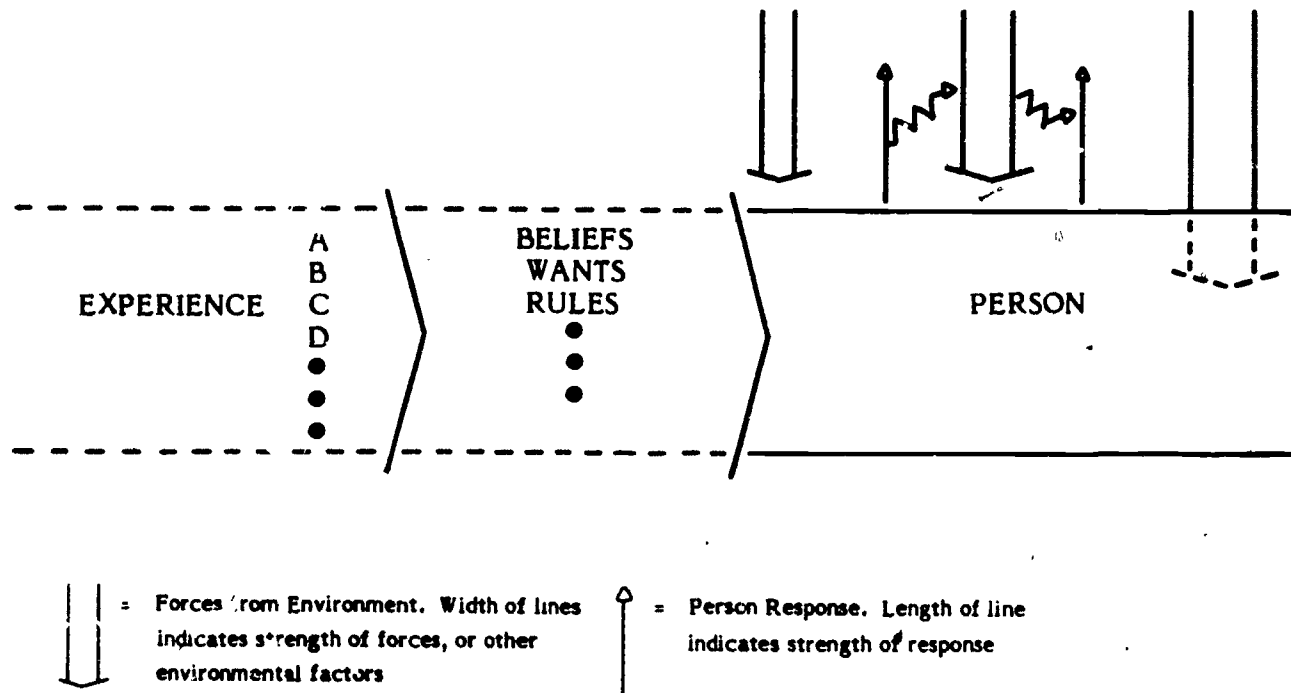 A
B
EXPERIENCE C
D
BELIEFS
WANTS
RULES
PERSON
= Forces from Environment. Width of lines
indicates strength of forces, or other
environmental factors
= Person Response. Length of line
indicates strength of response